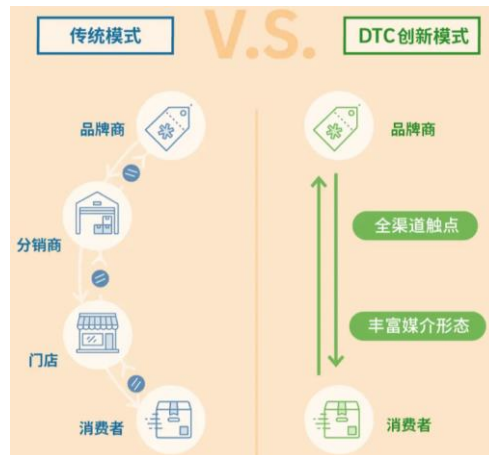 V.S.
传统模式
DTC创新模式
品牌商
分销商
门店
消费者
品牌商
全渠道触点
丰富媒介形态
消费者